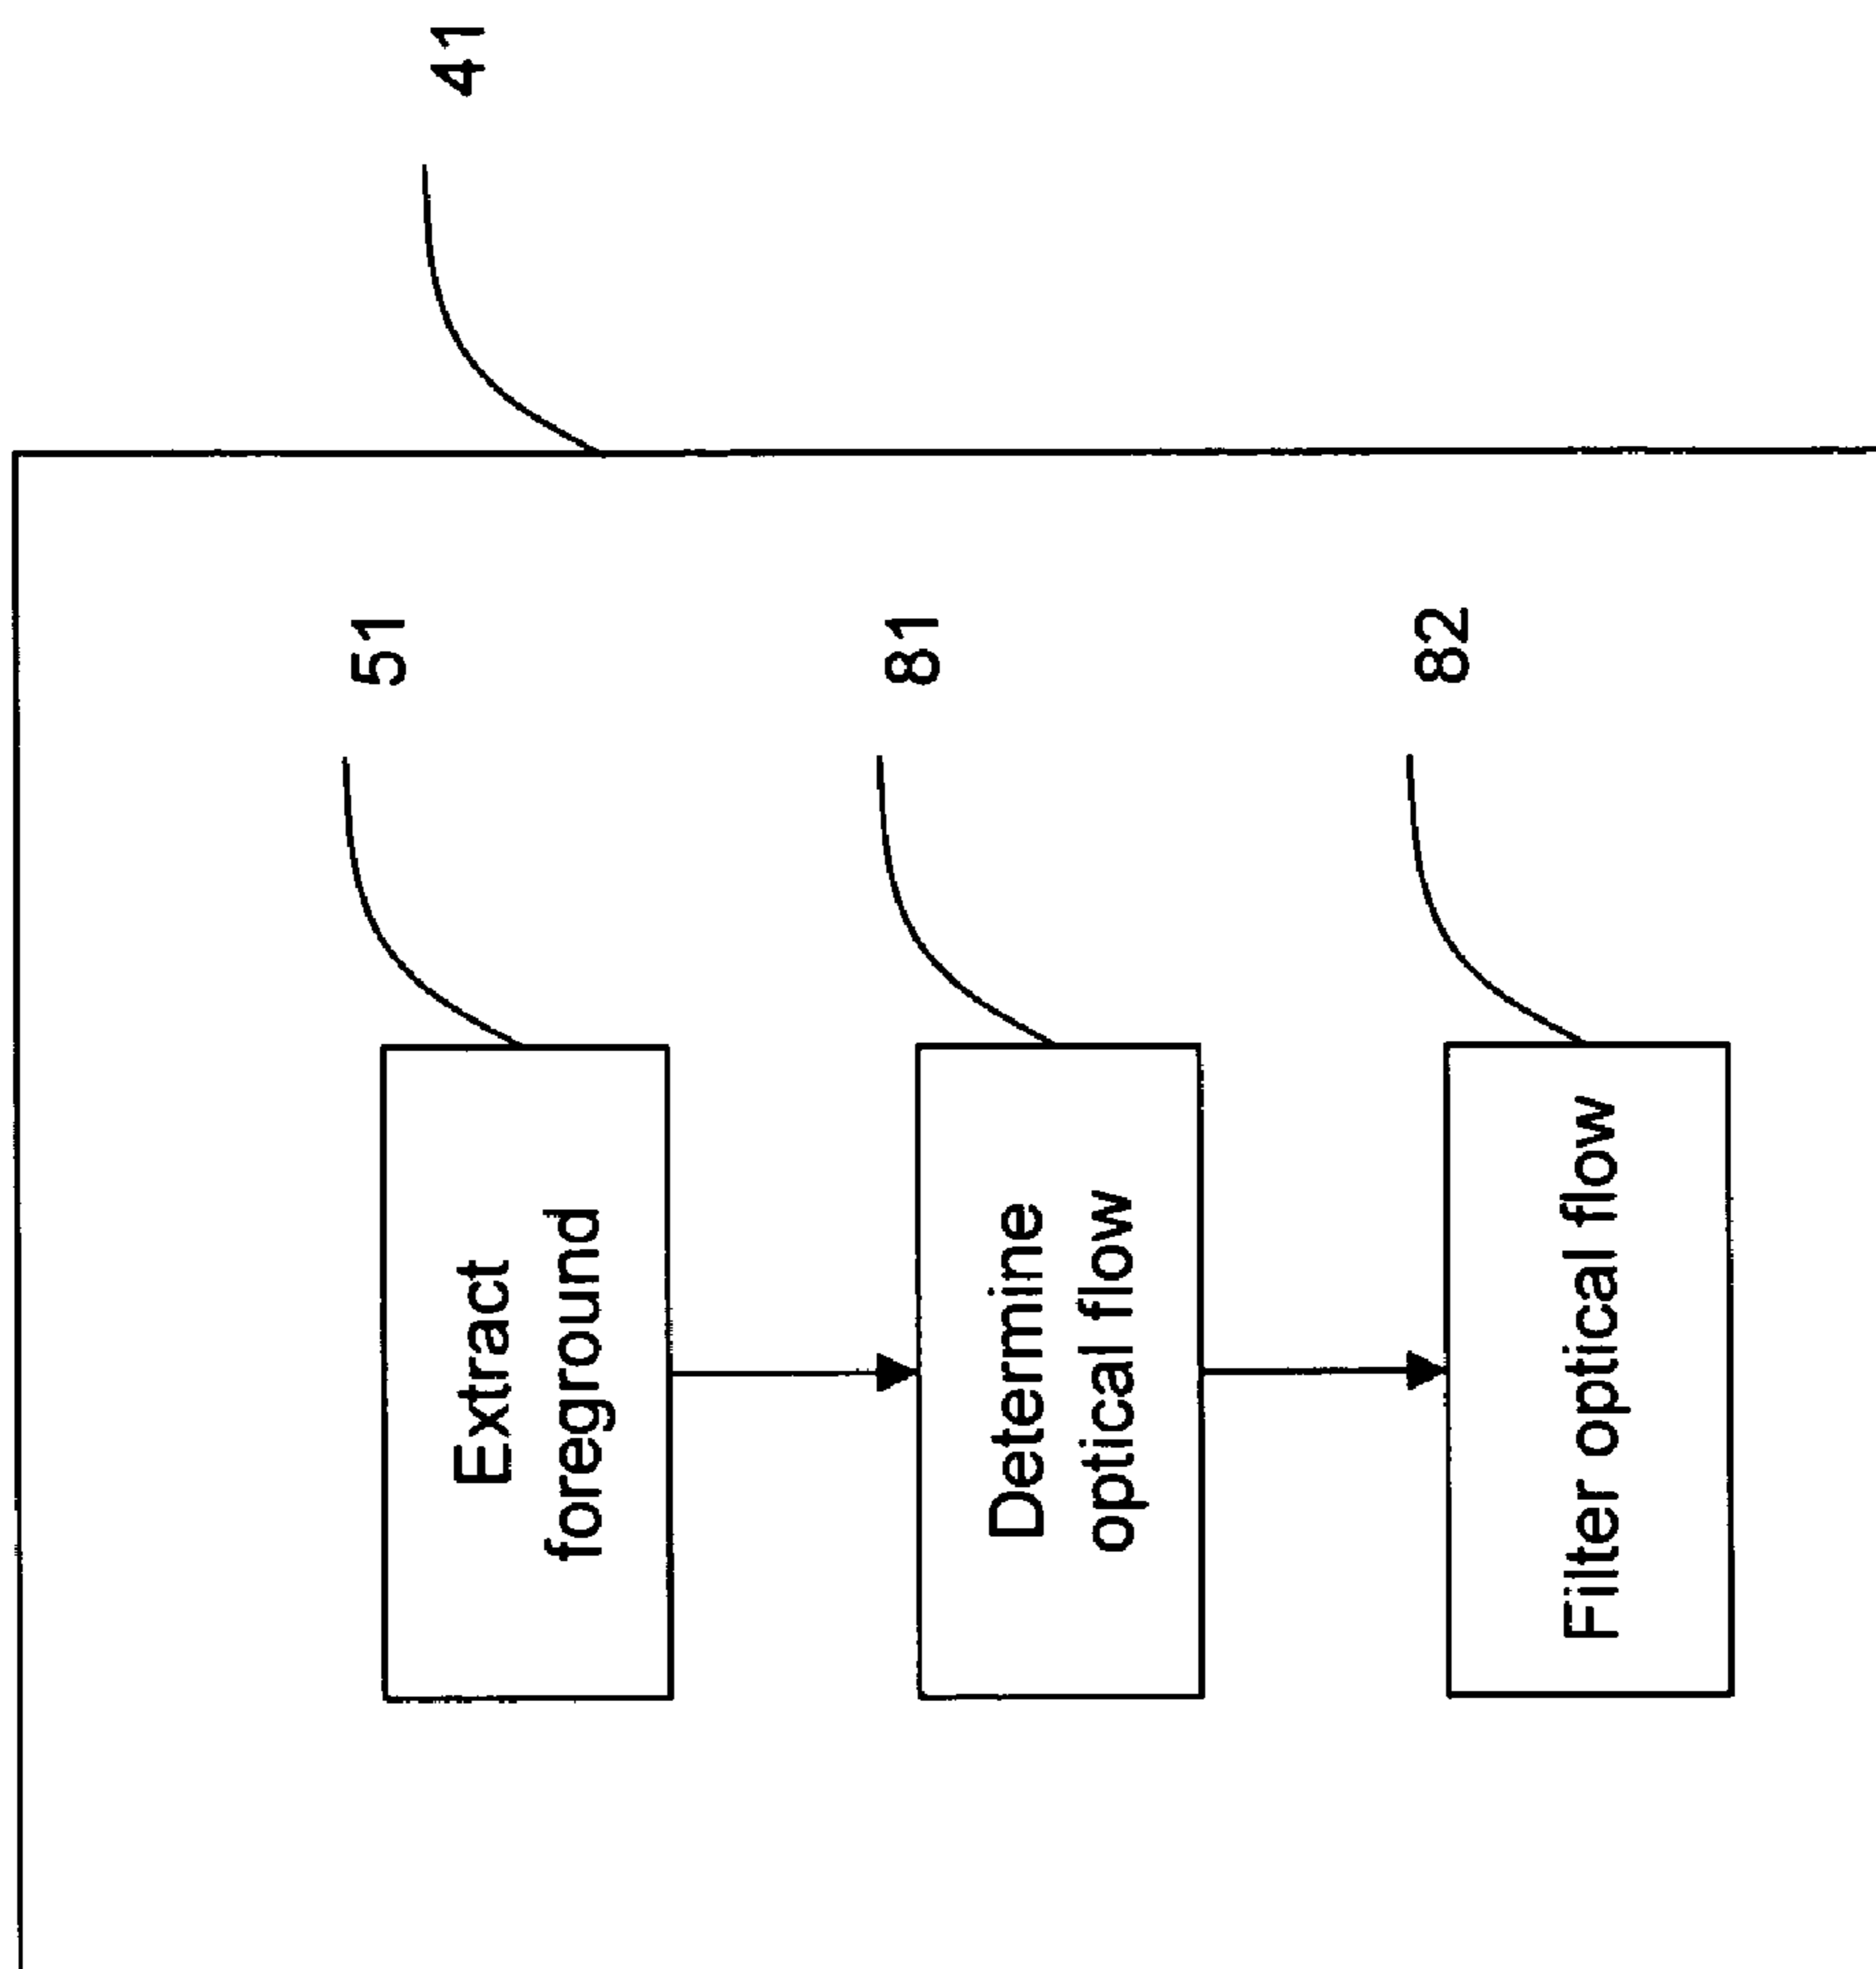 41
51
Extract
foreground
81
Determine
optical flow
82
Filter optical flow